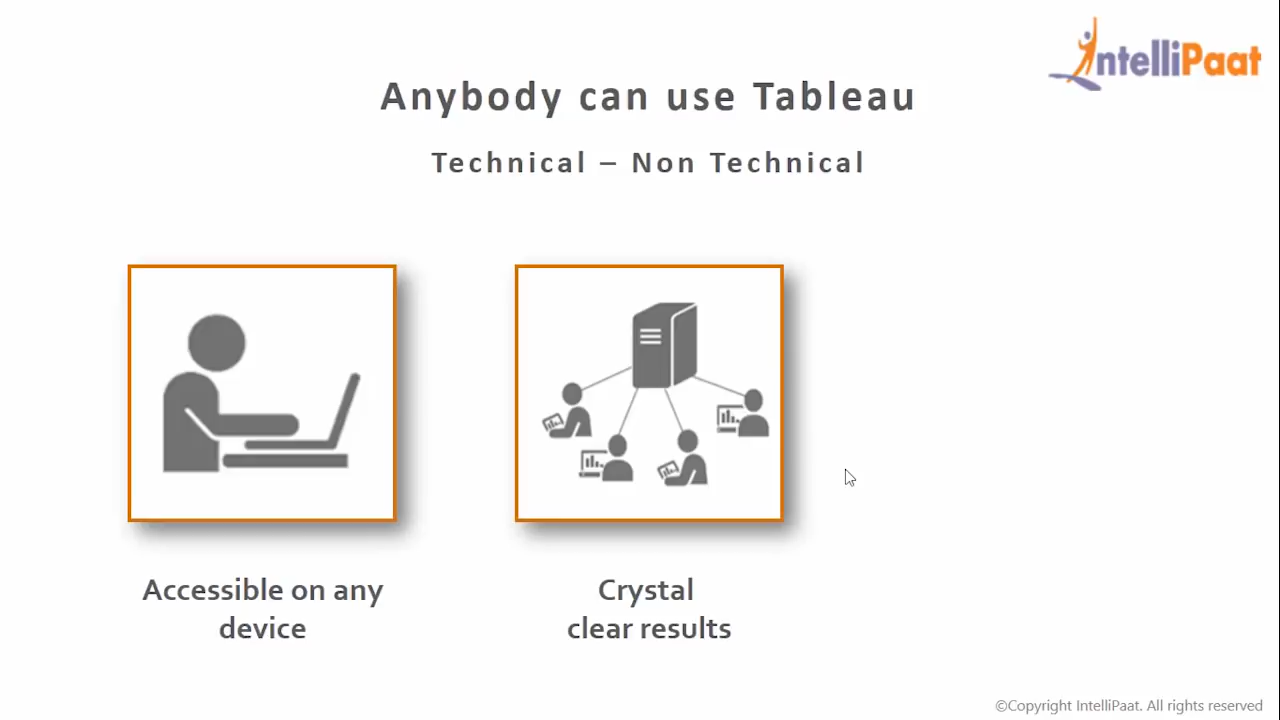 IntelliPaat
Anybody can use Tableau
Technical – Non Technical
Accessible on any
device
Crystal
clear results
©Copyright IntelliPaat. All rights reserved